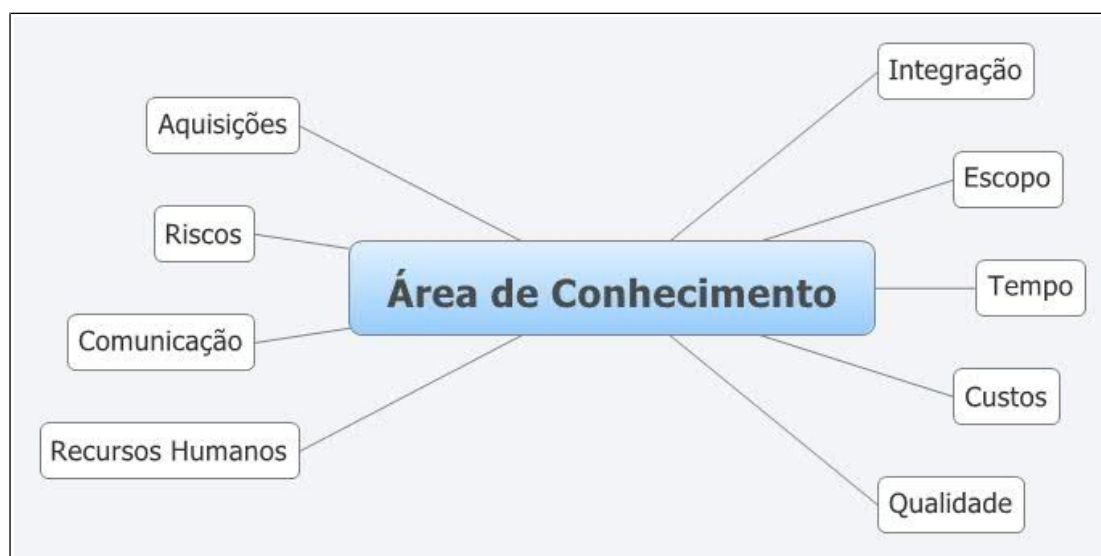 Integração
Aquisições
Escopo
Riscos
Área de Conhecimento
Tempo
Comunicação
Custos
Recursos Humanos
Qualidade